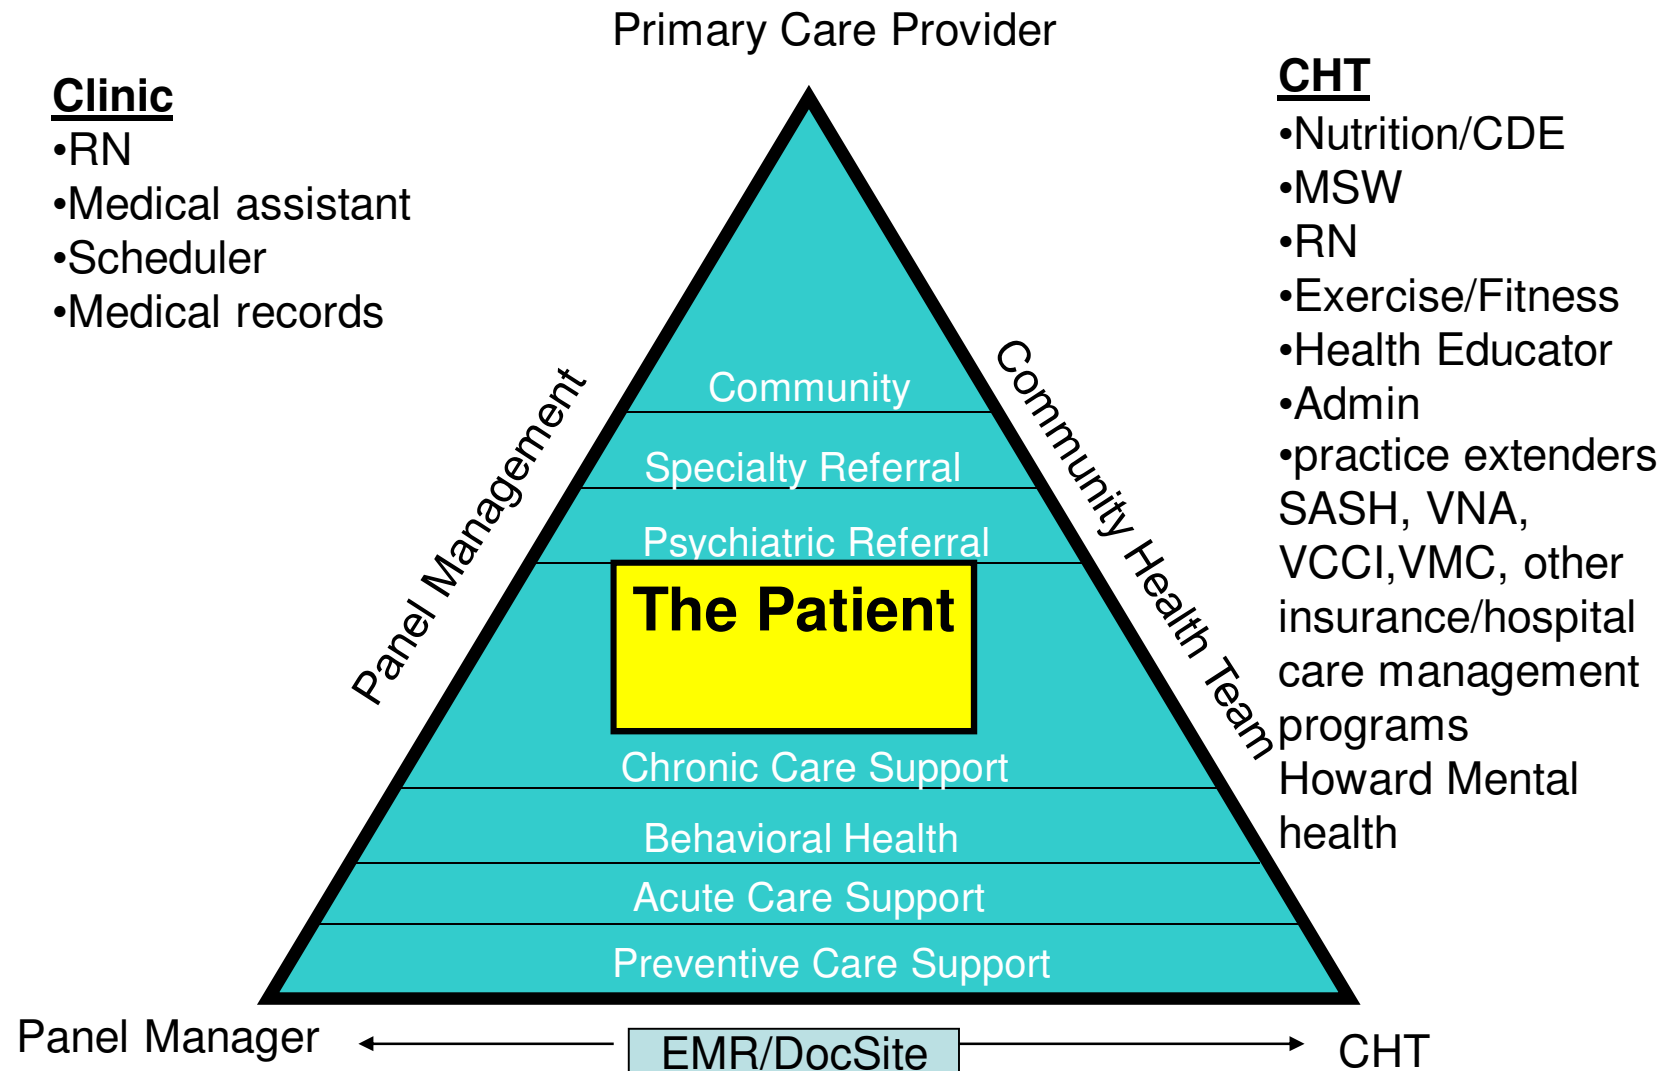 Primary Care Provider
Clinic
•RN
•Medical assistant
•Scheduler
•Medical records
CHT
•Nutrition/CDE
•MSW
•RN
•Exercise/Fitness
•Health Educator
•Admin
•practice extenders
SASH, VNA,
VCCI,VMC, other
insurance/hospital
care management
programs
Howard Mental
health
Panel Management
Community Health Team
Community
Specialty Referral
Psychiatric Referral
The Patient
Chronic Care Support
Behavioral Health
Acute Care Support
Preventive Care Support
Panel Manager
EMR/DocSite
CHT